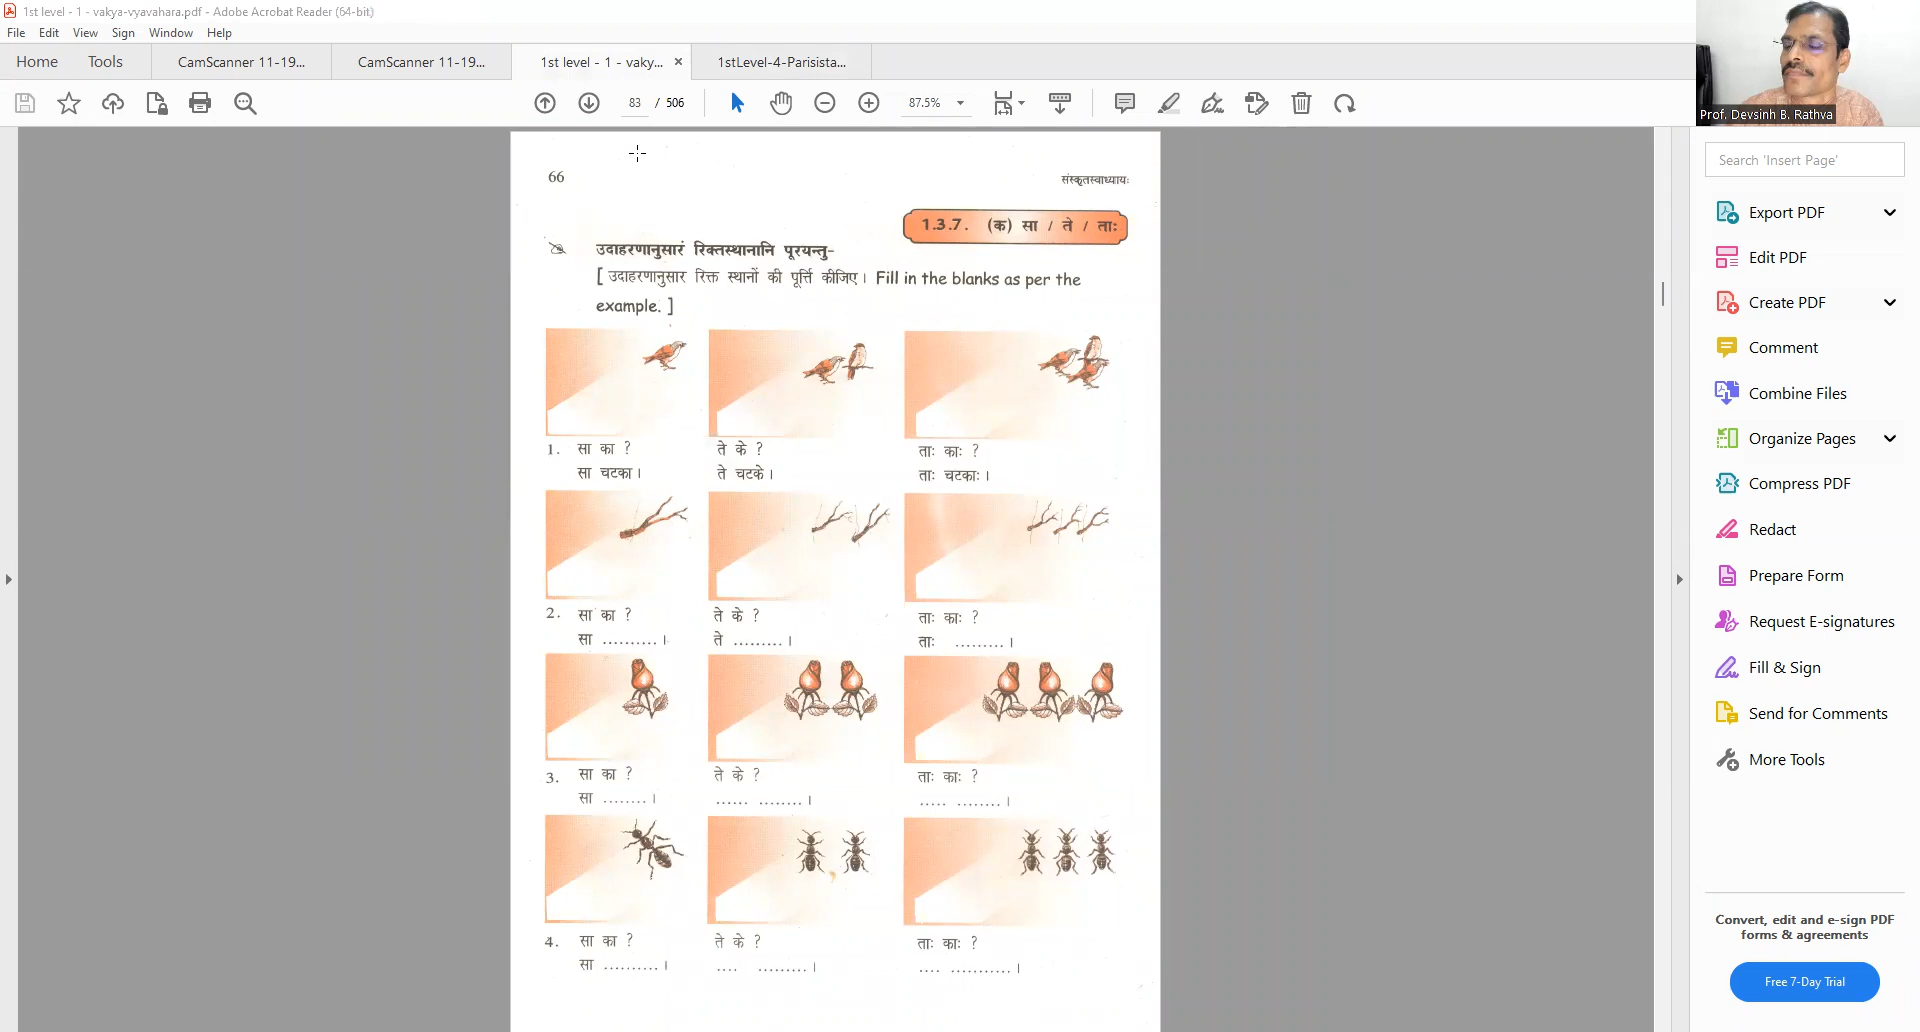 1st level - 1 - vakya-vyavahara.pdf - Adobe Acrobat Reader (64-bit)
File Edit View Sign Window Help
Home Tools CamScanner 11-19... CamScanner 11-19... 1st level - 1 - vaky... × 1stLevel-4-Parisista...
83 / 506 87.5%
Prof. Devsinh B. Rathva
66 संस्कृतस्वाध्यायः
1.3.7. (क) सा / ते / ताः
उदाहरणानुसारं रिक्तस्थानानि पूरयन्तु-
[ उदाहरणानुसार रिक्त स्थानों की पूर्त्ति कीजिए। Fill in the blanks as per the
example. ]
1. सा का ? ते के ? ताः काः ?
सा चटका। ते चटके। ताः चटकाः।
2. सा का ? ते के ? ताः काः ?
सा ..........। ते .........। ताः .........।
3. सा का ? ते के ? ताः काः ?
सा ........। ...... ........। ..... ........।
4. सा का ? ते के ? ताः काः ?
सा ..........। .... .........। .... ...........।
Search 'Insert Page'
Export PDF
Edit PDF
Create PDF
Comment
Combine Files
Organize Pages
Compress PDF
Redact
Prepare Form
Request E-signatures
Fill & Sign
Send for Comments
More Tools
Convert, edit and e-sign PDF
forms & agreements
Free 7-Day Trial